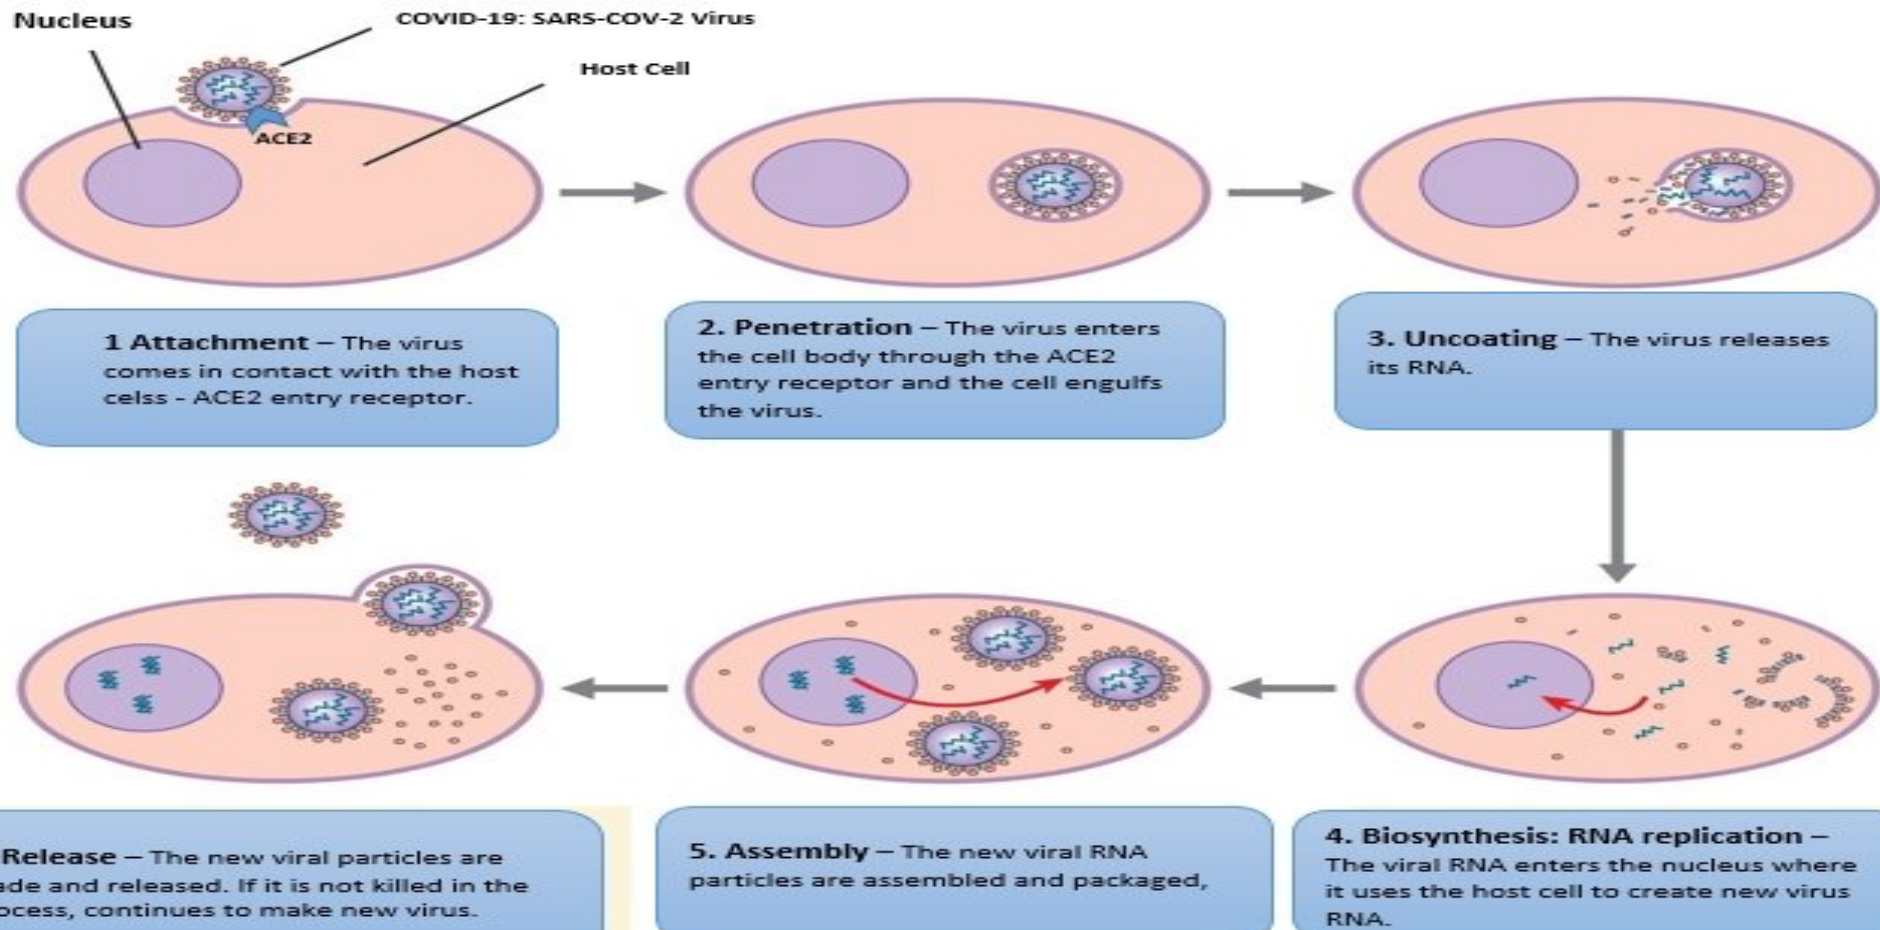 Nucleus
COVID-19: SARS-COV-2 Virus
Host Cell
ACE2
1 Attachment – The virus
comes in contact with the host
celss - ACE2 entry receptor.
2. Penetration – The virus enters
the cell body through the ACE2
entry receptor and the cell engulfs
the virus.
3. Uncoating – The virus releases
its RNA.
4. Biosynthesis: RNA replication –
The viral RNA enters the nucleus where
it uses the host cell to create new virus
RNA.
5. Assembly – The new viral RNA
particles are assembled and packaged,
Release – The new viral particles are
ade and released. If it is not killed in the
ocess, continues to make new virus.